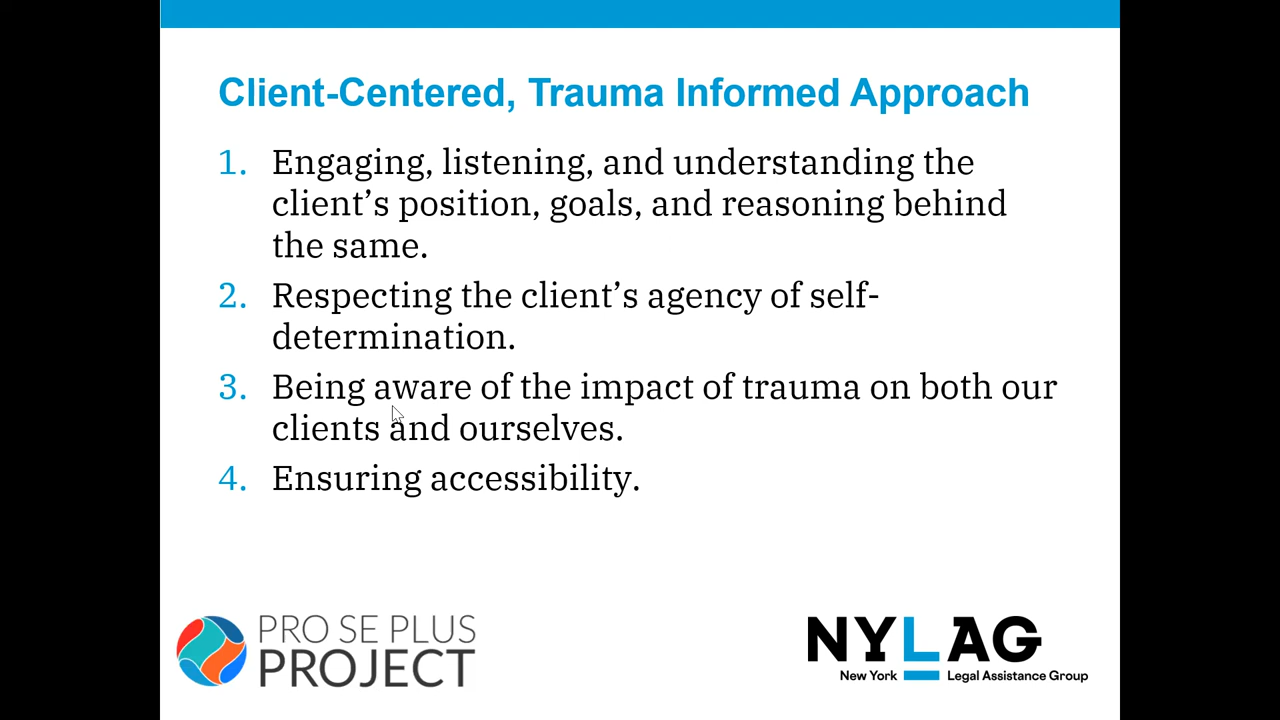 Client-Centered, Trauma Informed Approach
1. Engaging, listening, and understanding the
client’s position, goals, and reasoning behind
the same.
2. Respecting the client’s agency of self-
determination.
3. Being aware of the impact of trauma on both our
clients and ourselves.
4. Ensuring accessibility.
PRO SE PLUS
PROJECT
NYLAG
New York Legal Assistance Group